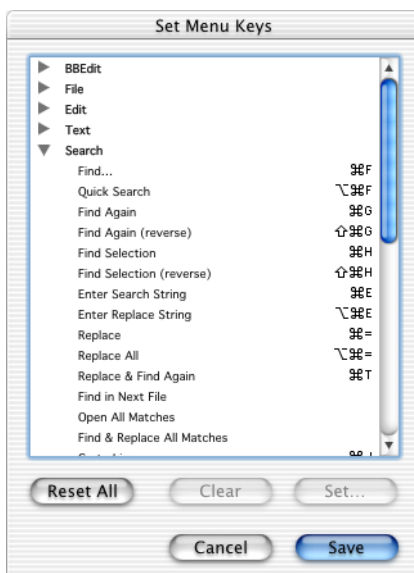 Set Menu Keys
BBEdit
File
Edit
Text
Search
Find... ⌘F
Quick Search ⌥⌘F
Find Again ⌘G
Find Again (reverse) ⇧⌘G
Find Selection ⌘H
Find Selection (reverse) ⇧⌘H
Enter Search String ⌘E
Enter Replace String ⌥⌘E
Replace ⌘=
Replace All ⌥⌘=
Replace & Find Again ⌘T
Find in Next File
Open All Matches
Find & Replace All Matches
Reset All Clear Set...
Cancel Save